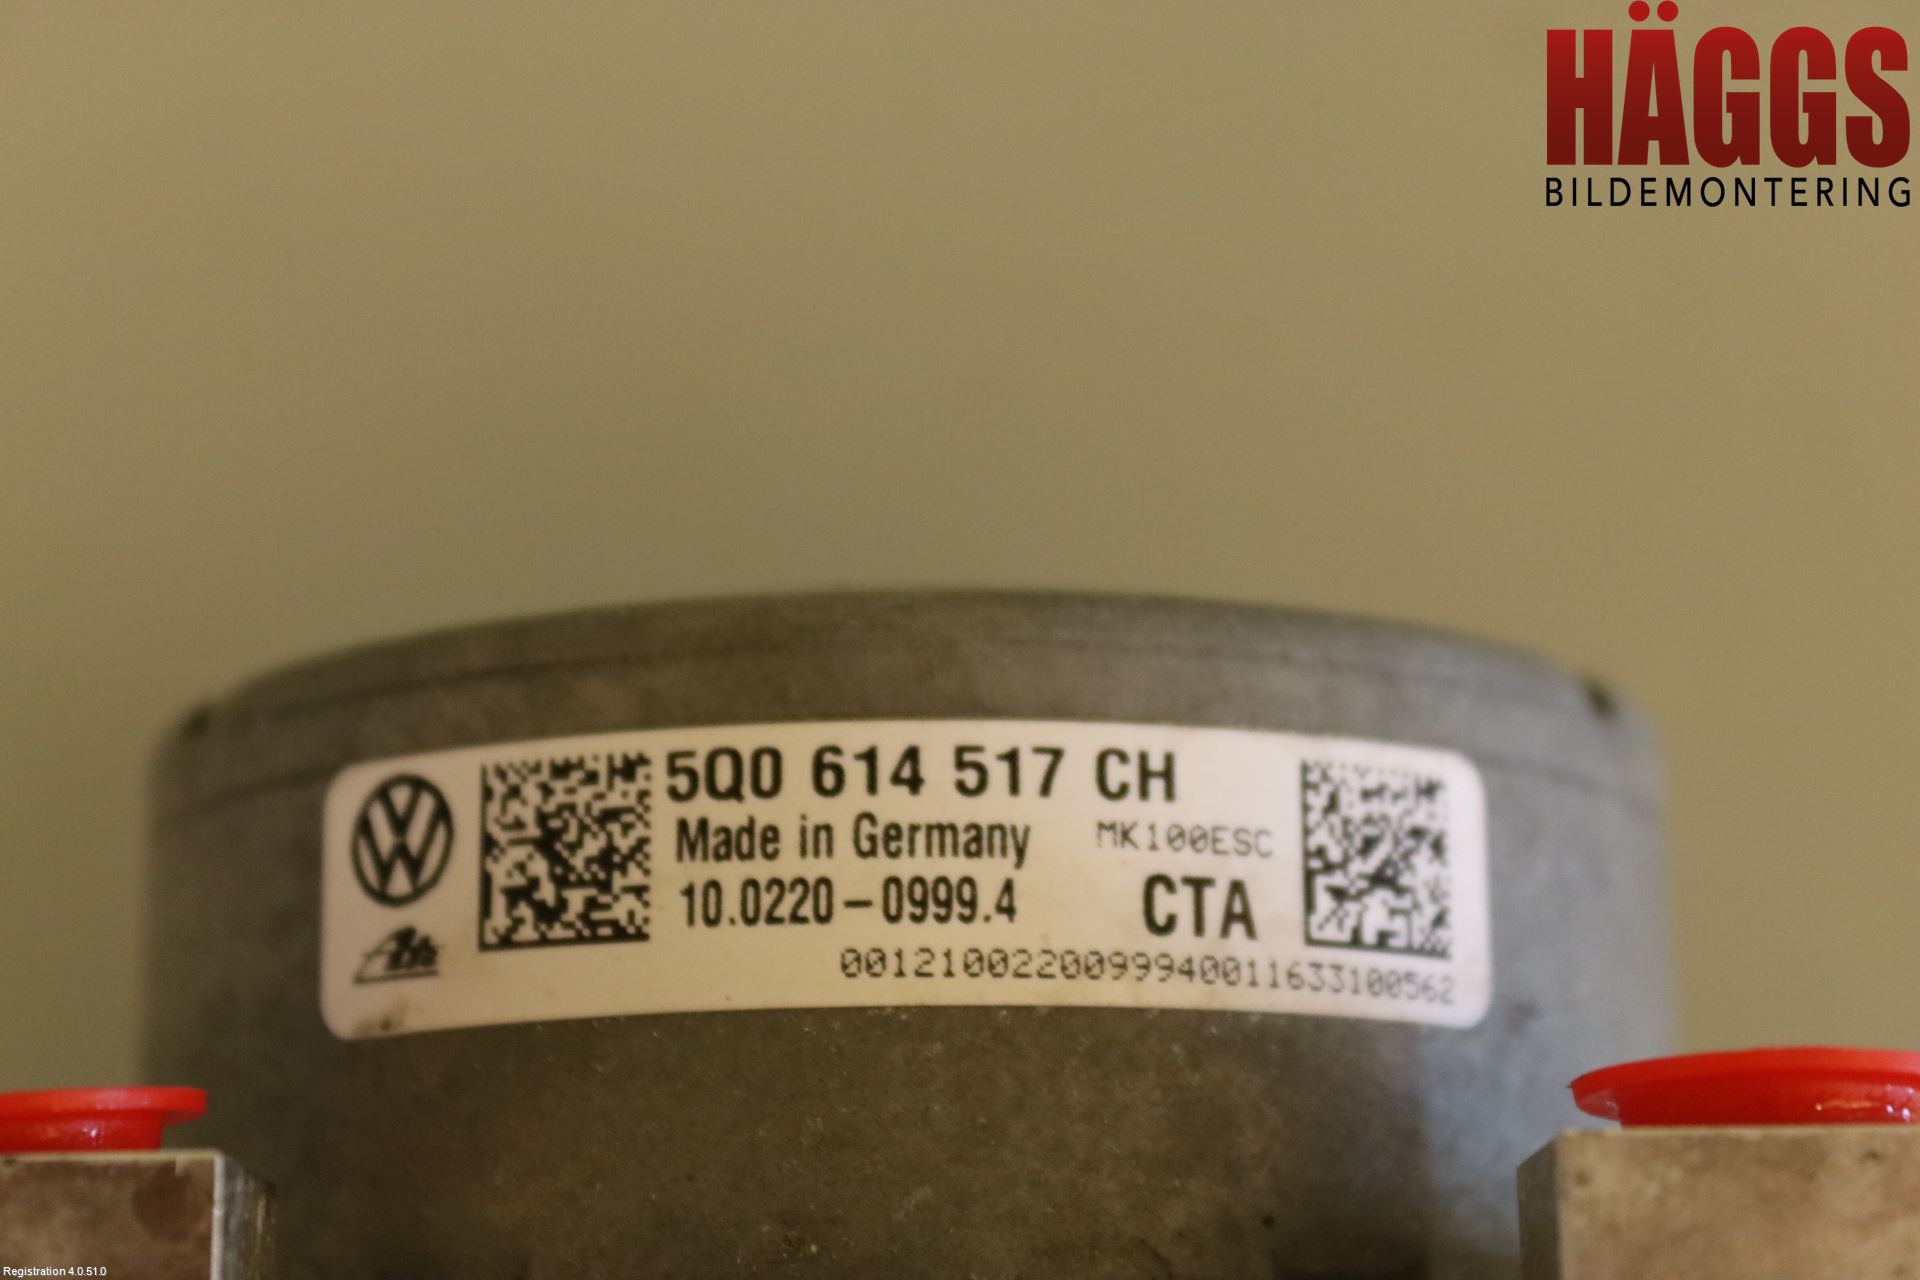 HÄGGS
BILDEMONTERING
5Q0 614 517 CH
Made in Germany MK100ESC
10.0220-0999.4 CTA
Ate
0012100220099940011633100562
Registration 4.0.51.0